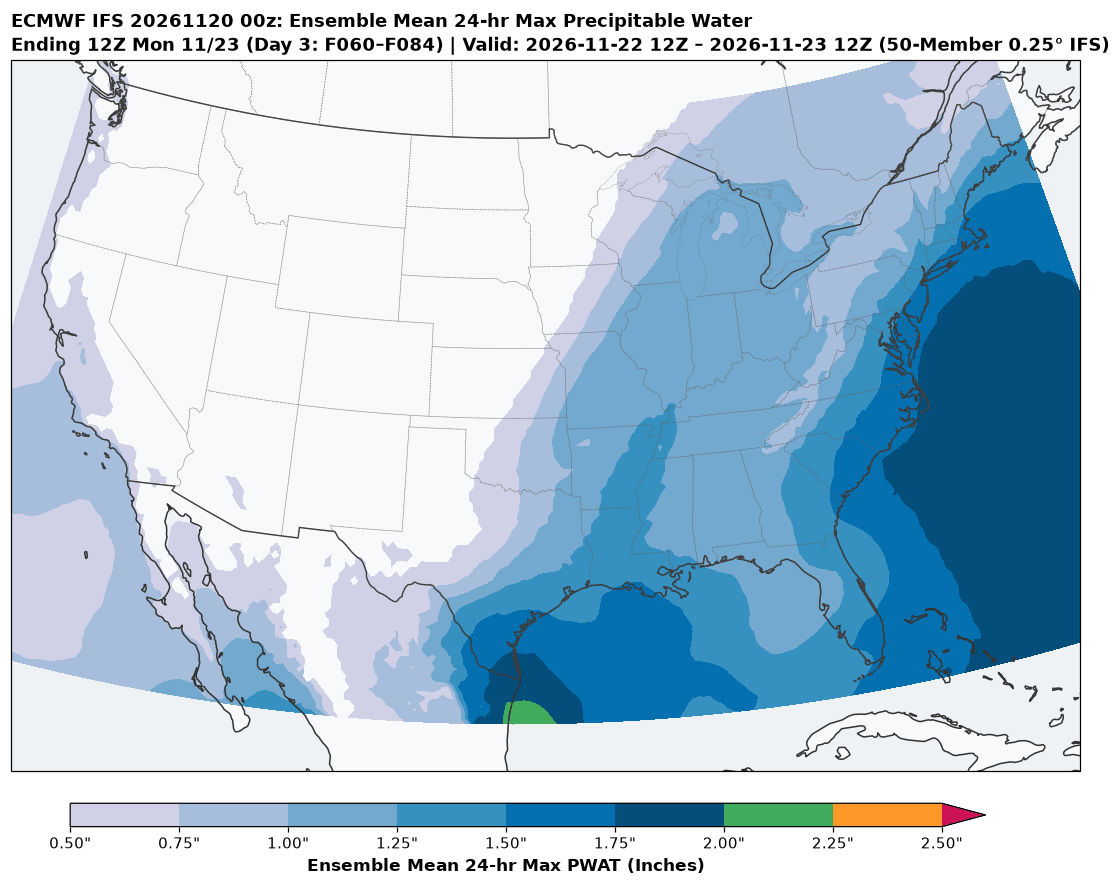 ECMWF IFS 20261120 00z: Ensemble Mean 24-hr Max Precipitable Water
Ending 12Z Mon 11/23 (Day 3: F060–F084) | Valid: 2026-11-22 12Z – 2026-11-23 12Z (50-Member 0.25° IFS)
0.50" 0.75" 1.00" 1.25" 1.50" 1.75" 2.00" 2.25" 2.50"
Ensemble Mean 24-hr Max PWAT (Inches)